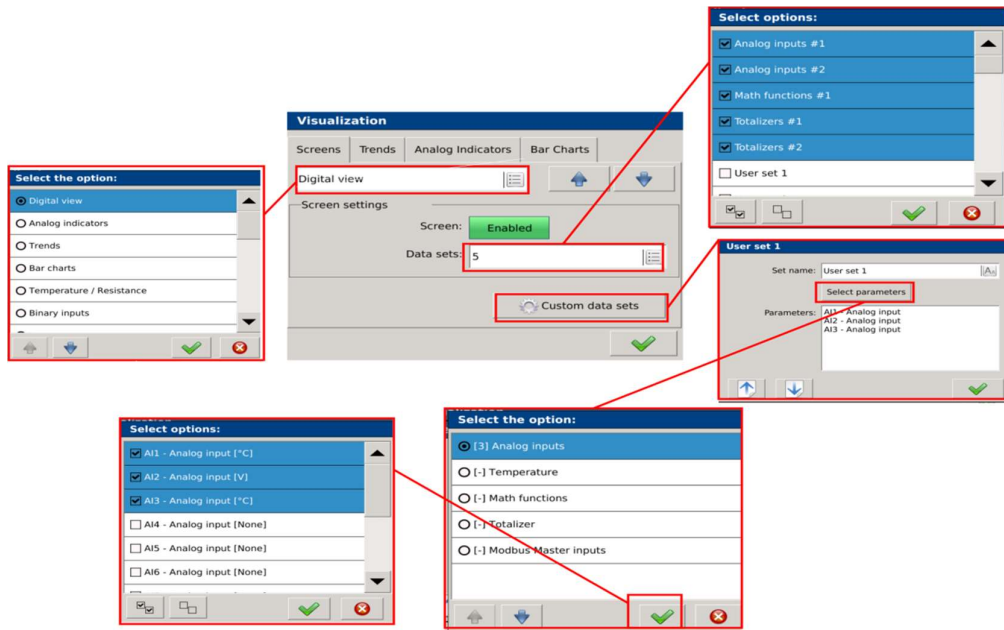 Select options:
Analog inputs #1
Analog inputs #2
Math functions #1
Totalizers #1
Totalizers #2
User set 1
Visualization
Screens Trends Analog Indicators Bar Charts
Digital view
Screen settings
Screen: Enabled
Data sets: 5
Custom data sets
Select the option:
Digital view
Analog indicators
Trends
Bar charts
Temperature / Resistance
Binary inputs
User set 1
Set name: User set 1
Select parameters
Parameters: AI1 - Analog input
AI2 - Analog input
AI3 - Analog input
Select options:
AI1 - Analog input [°C]
AI2 - Analog input [V]
AI3 - Analog input [°C]
AI4 - Analog input [None]
AI5 - Analog input [None]
AI6 - Analog input [None]
Select the option:
[3] Analog inputs
[-] Temperature
[-] Math functions
[-] Totalizer
[-] Modbus Master inputs